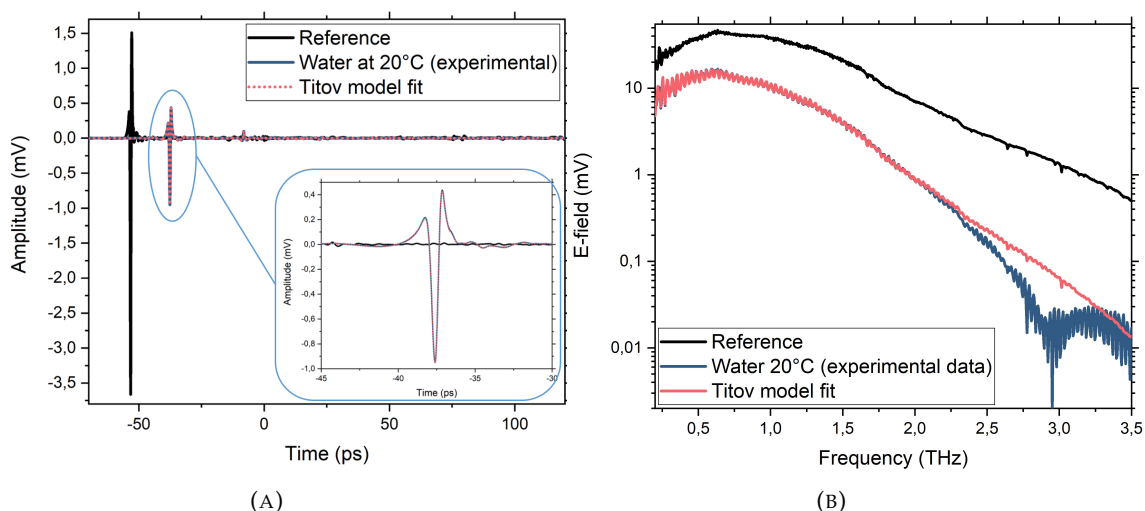 Reference
Water at 20°C (experimental)
Titov model fit
1,5
1,0
0,5
0,0
-0,5
-1,0
-1,5
-2,0
-2,5
-3,0
-3,5
Amplitude (mV)
-50
0
50
100
Time (ps)
0,4
0,2
0,0
-0,2
-0,4
-0,6
-0,8
-1,0
Amplitude (mV)
-45
-40
-35
-30
Time (ps)
(A)
10
1
0,1
0,01
E-field (mV)
Reference
Water 20°C (experimental data)
Titov model fit
0,5
1,0
1,5
2,0
2,5
3,0
3,5
Frequency (THz)
(B)